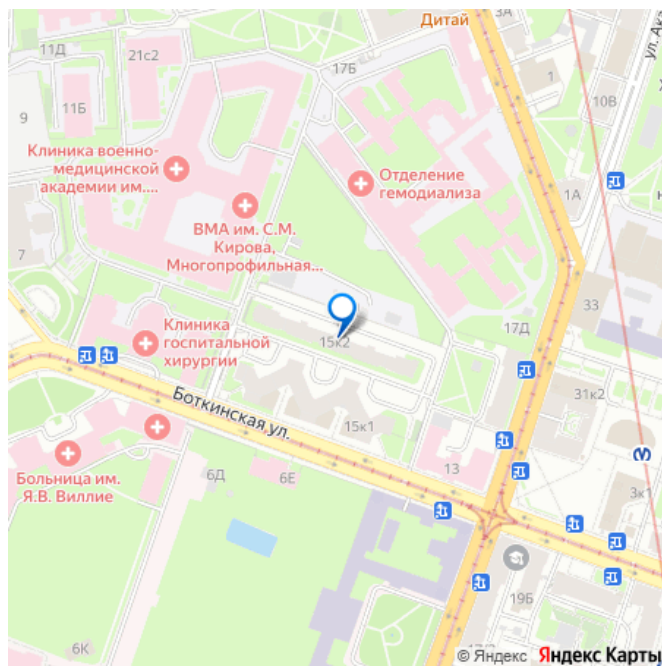 3А
Дитай
11Д
21с2
17Б
1
ул. Ака
11Б
10В
9
Клиника военно-
медицинской
академии им....
Отделение
гемодиализа
1А
ВМА им. С.М.
Кирова,
Многопрофильная...
7
33
17Д
Клиника
госпитальной
хирургии
15к2
31к2
Боткинская ул.
15к1
13
Больница им.
Я.В. Виллие
6Д
6Е
3к1
19Б
6К
© Яндекс Яндекс Карты